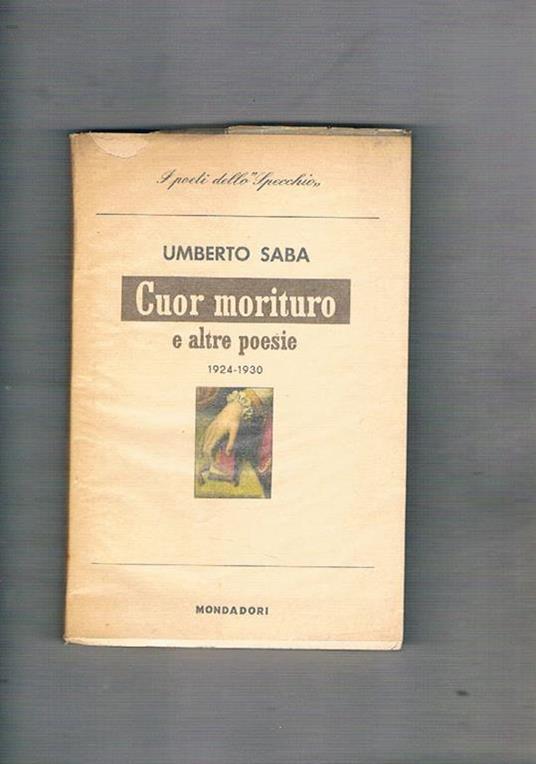 I poeti dello "Specchio„
UMBERTO SABA
Cuor morituro
e altre poesie
1924-1930
MONDADORI